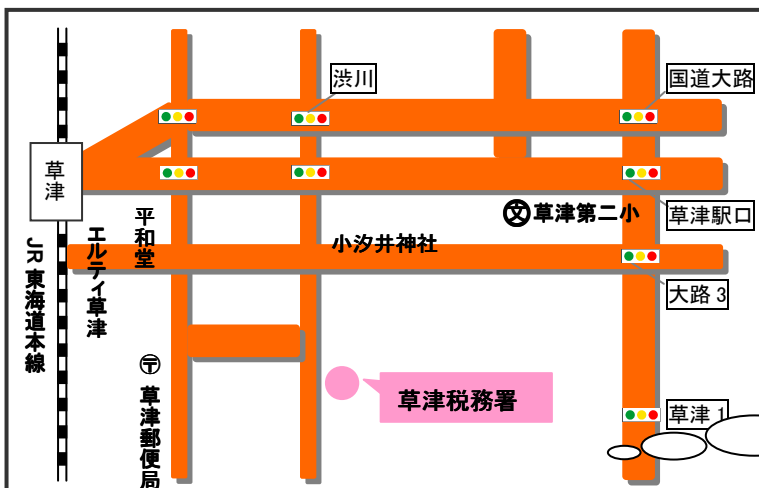 渋川
国道大路
草津
平和堂
㊫草津第二小
草津駅口
エルティ草津
小汐井神社
JR東海道本線
大路3
〒
草津郵便局
草津税務署
草津1